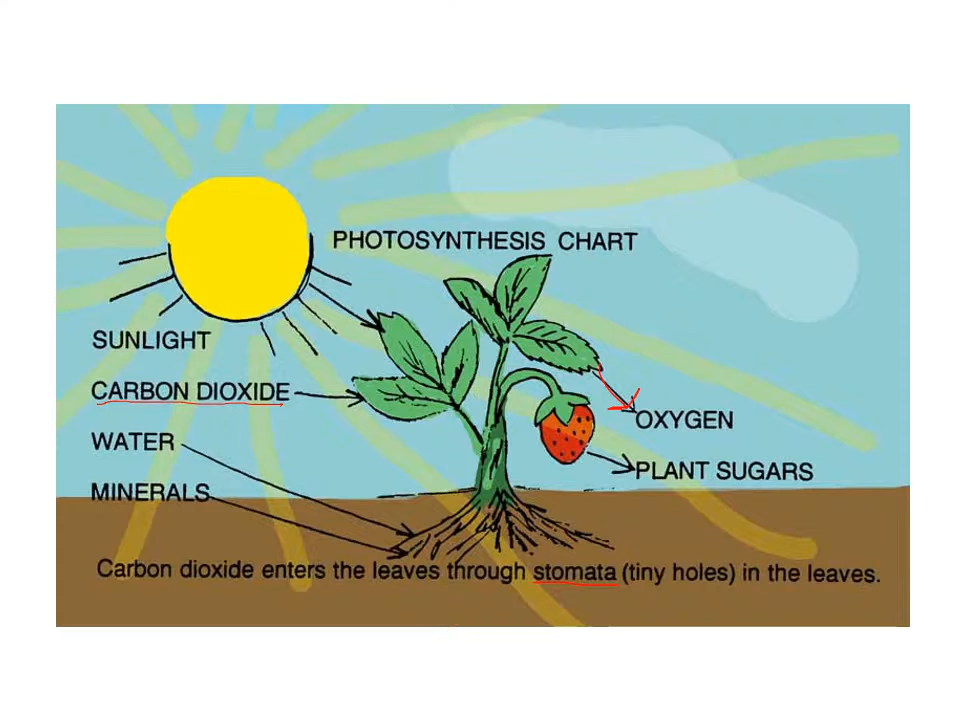 PHOTOSYNTHESIS CHART
SUNLIGHT
CARBON DIOXIDE
WATER
MINERALS
OXYGEN
PLANT SUGARS
Carbon dioxide enters the leaves through stomata (tiny holes) in the leaves.